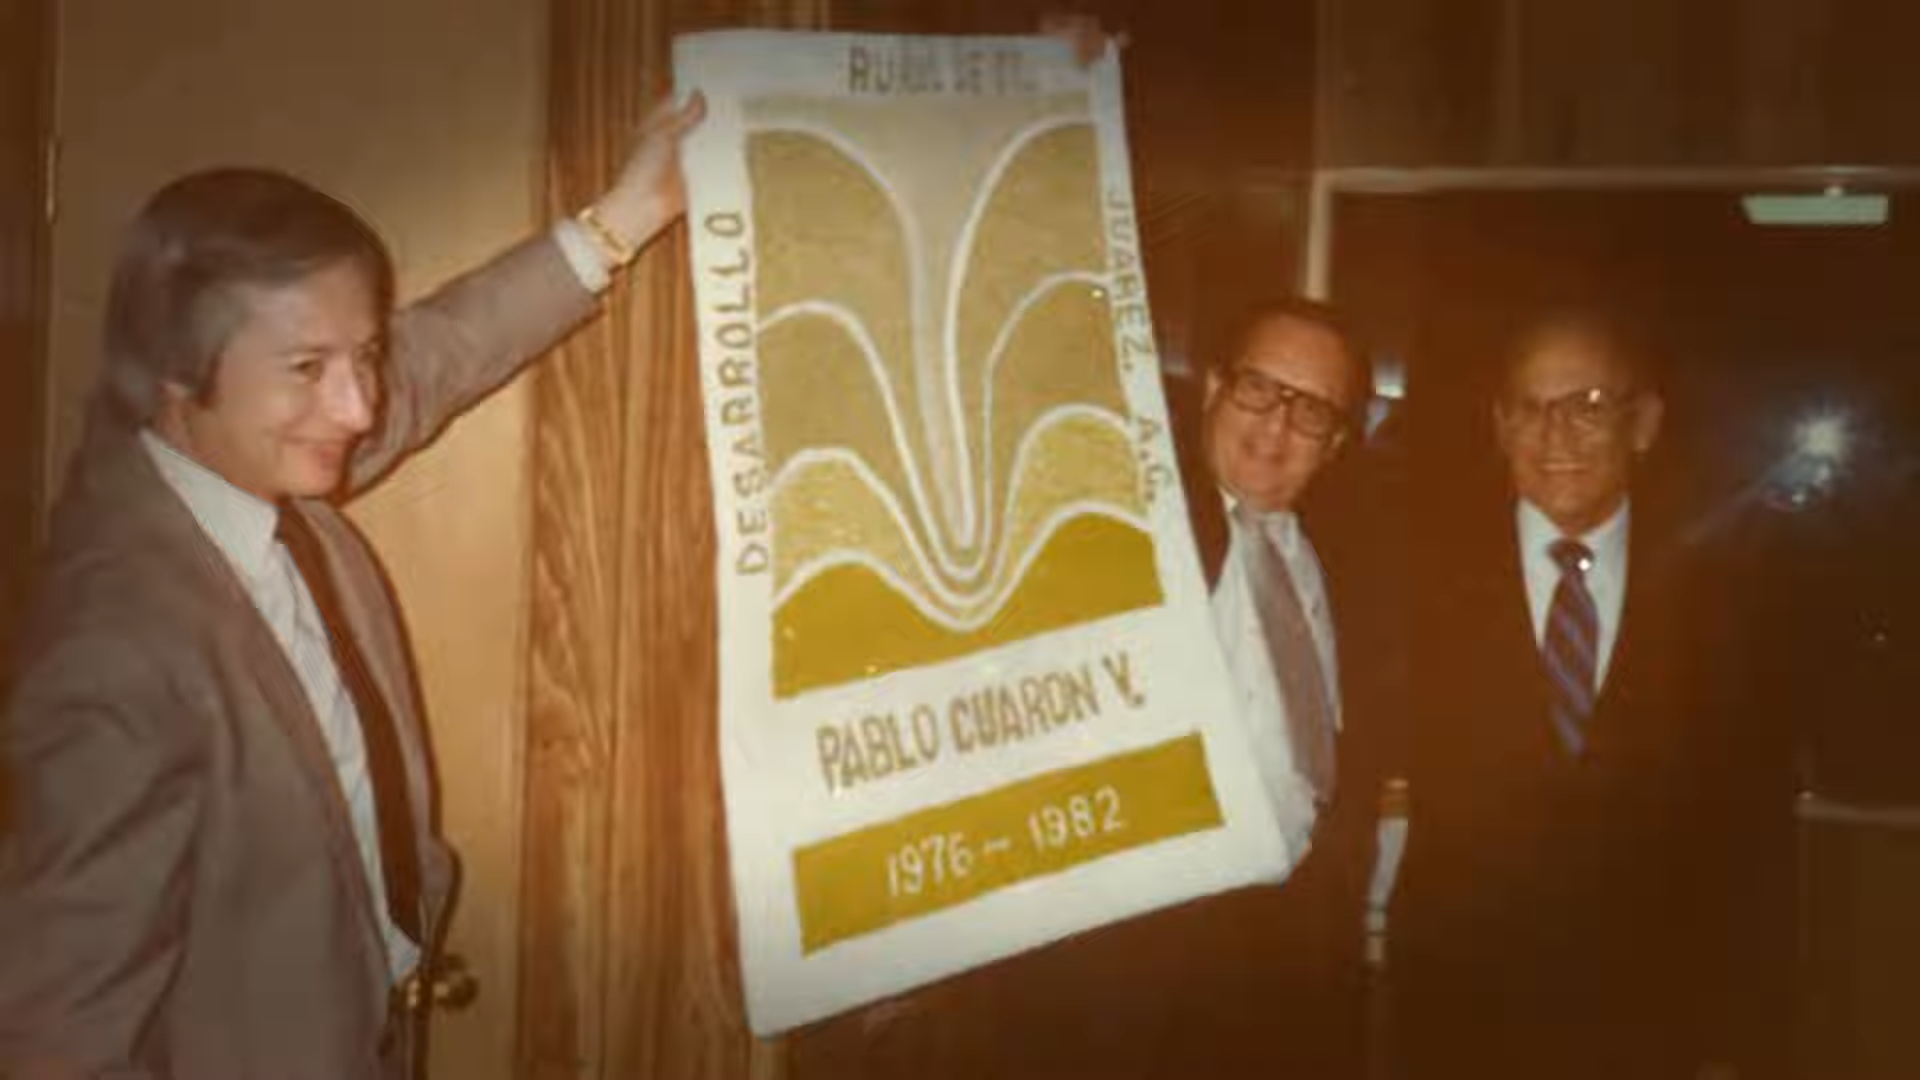 DESARROLLO
JUAREZ, A.C.
PABLO CUARON V.
1976 - 1982